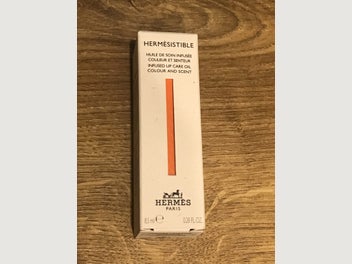 HERMÈSISTIBLE
HUILE DE SOIN INFUSÉE
COULEUR ET SENTEUR
INFUSED LIP CARE OIL
COLOUR AND SCENT
HERMÈS
PARIS
8.5 ml ℮ 0.28 FL.OZ.